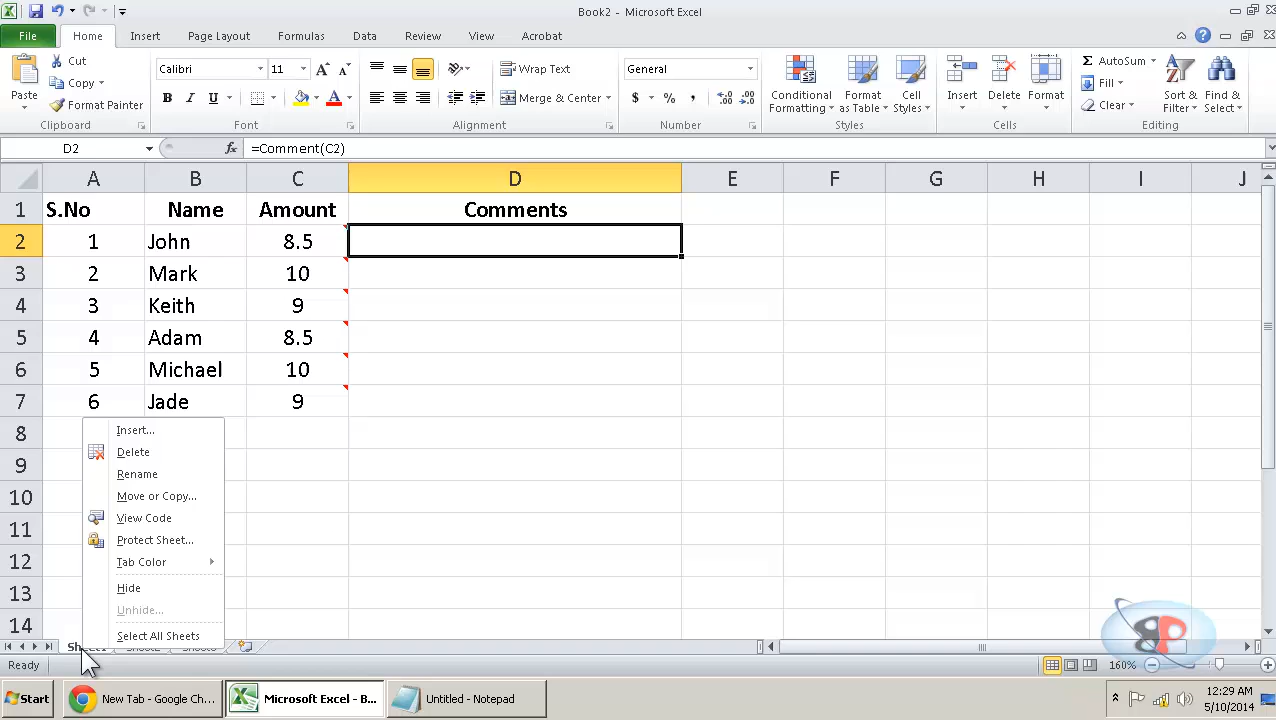 Book2 - Microsoft Excel
File Home Insert Page Layout Formulas Data Review View Acrobat
Paste
Cut
Copy
Format Painter
Clipboard
Calibri 11
B I U
Font
Wrap Text
Merge & Center
Alignment
General
$ % ,
Number
Conditional Formatting
Format as Table
Cell Styles
Styles
Insert Delete Format
Cells
AutoSum
Fill
Clear
Sort & Filter
Find & Select
Editing
D2 fx =Comment(C2)
A B C D E F G H I J
1 S.No Name Amount Comments
2 1 John 8.5
3 2 Mark 10
4 3 Keith 9
5 4 Adam 8.5
6 5 Michael 10
7 6 Jade 9
8
9
10
11
12
13
14
Insert...
Delete
Rename
Move or Copy...
View Code
Protect Sheet...
Tab Color
Hide
Unhide...
Select All Sheets
Ready 160%
Start New Tab - Google Ch... Microsoft Excel - B... Untitled - Notepad
12:29 AM
5/10/2014
BP